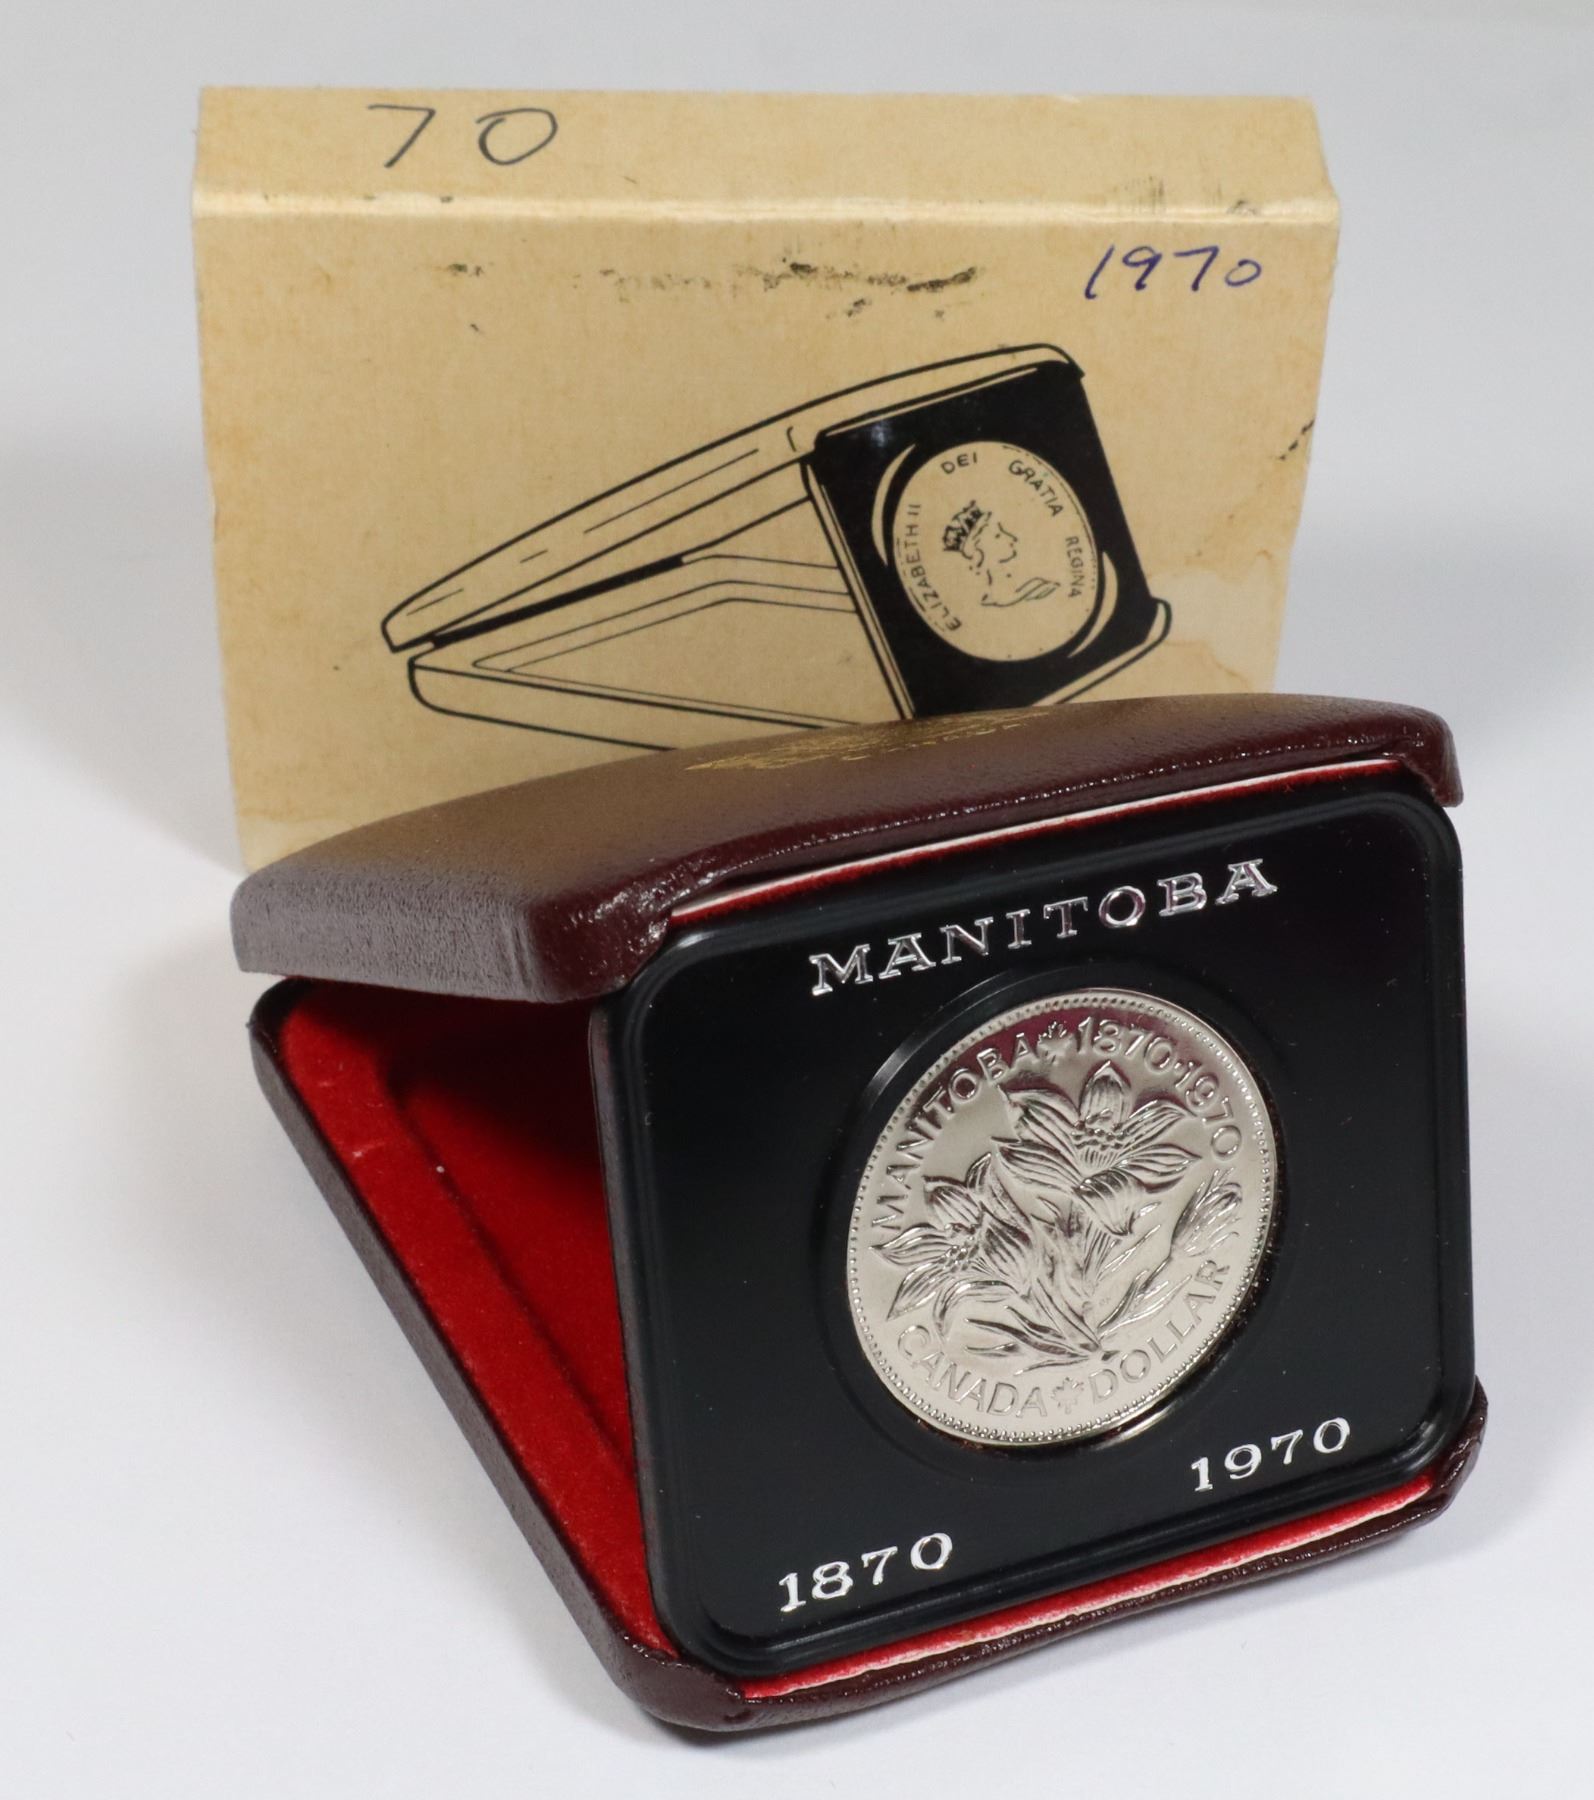 70
1970
ELIZABETH II DEI GRATIA REGINA
MANITOBA
MANITOBA 1870·1970
CANADA DOLLAR
1870 1970